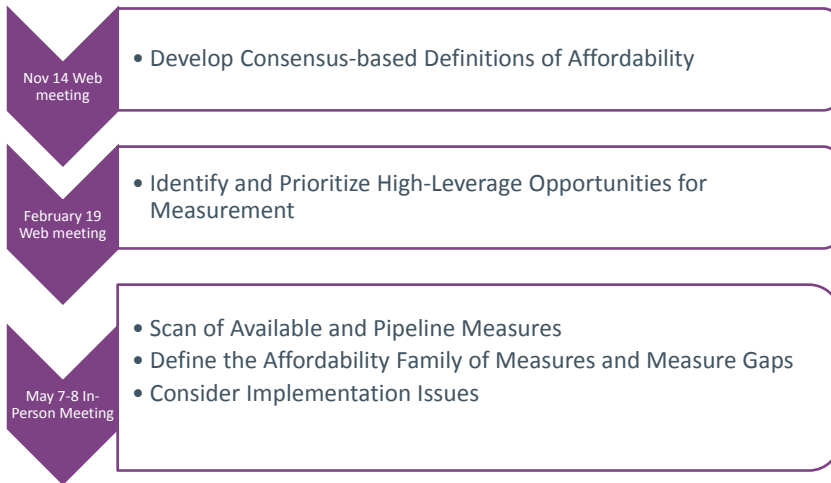 Nov 14 Web
meeting
• Develop Consensus-based Definitions of Affordability
February 19
Web meeting
• Identify and Prioritize High-Leverage Opportunities for
Measurement
May 7-8 In-
Person Meeting
• Scan of Available and Pipeline Measures
• Define the Affordability Family of Measures and Measure Gaps
• Consider Implementation Issues